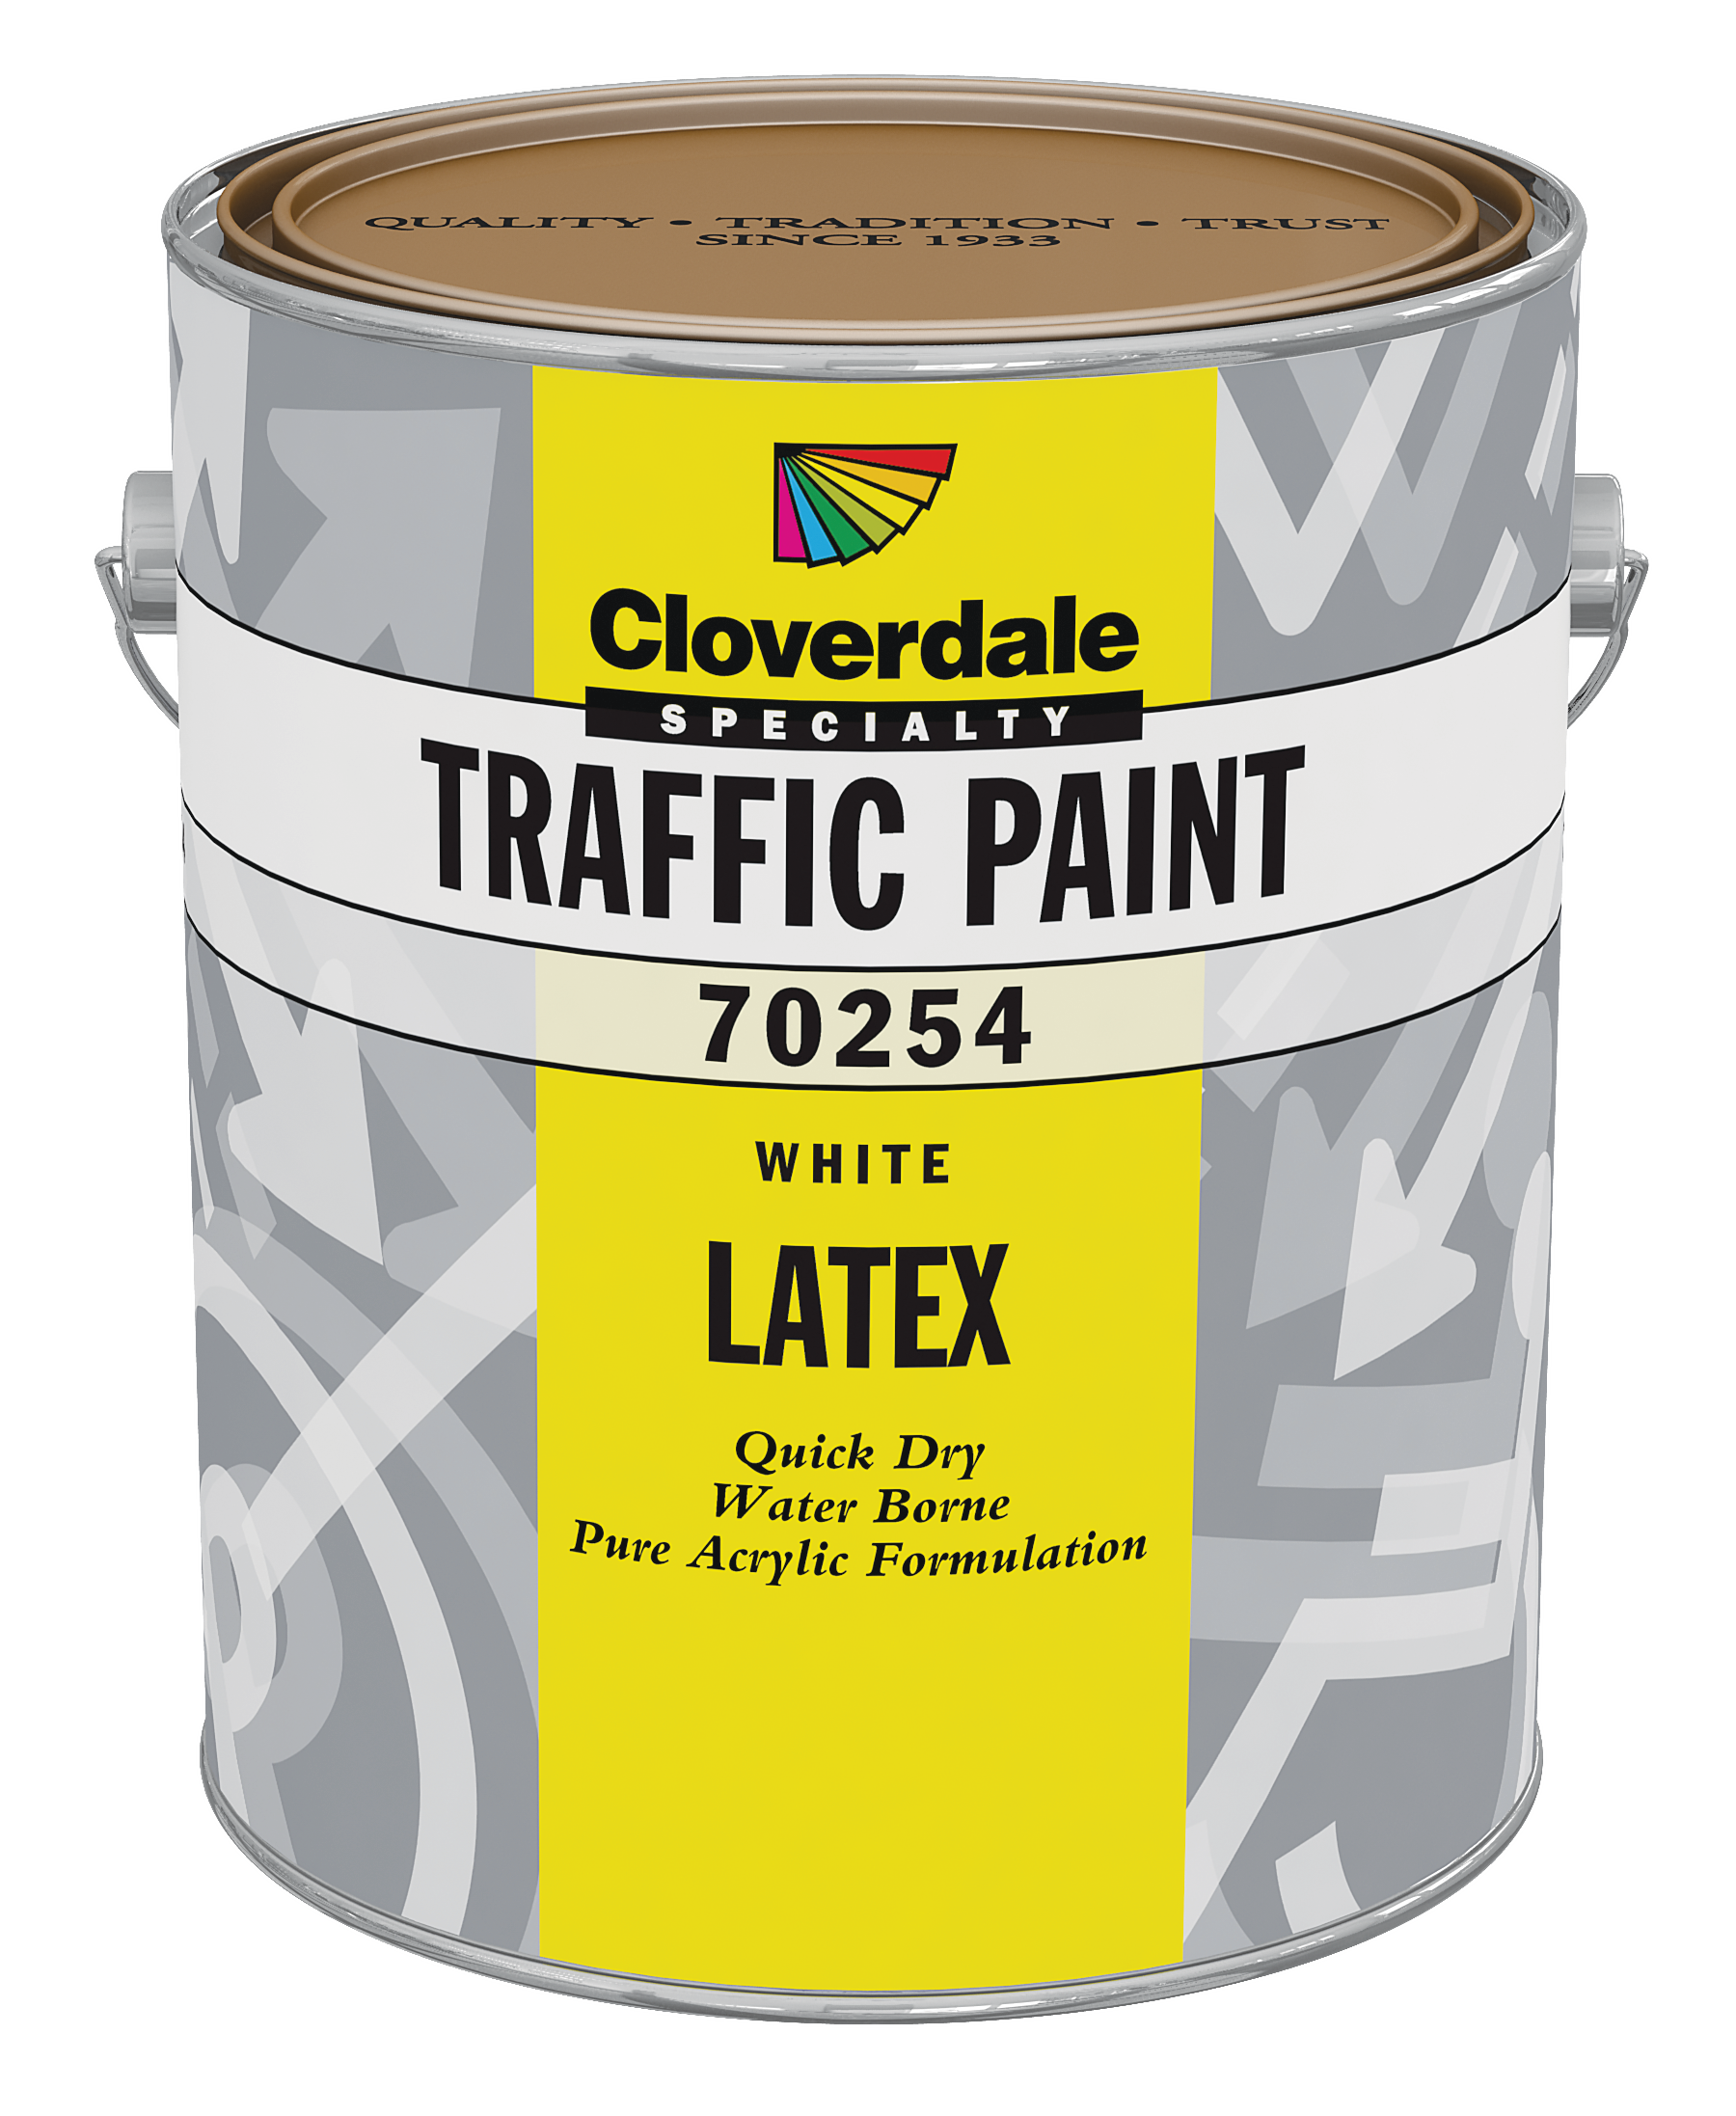 QUALITY • TRADITION • TRUST
SINCE 1933
Cloverdale
SPECIALTY
TRAFFIC PAINT
70254
WHITE
LATEX
Quick Dry
Water Borne
Pure Acrylic Formulation